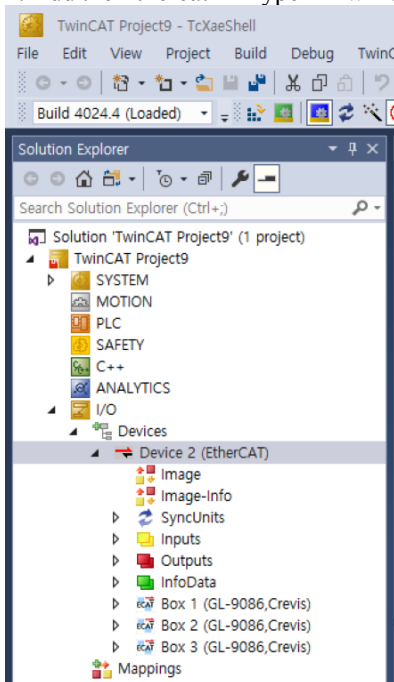 TwinCAT Project9 - TcXaeShell
File Edit View Project Build Debug TwinC
Build 4024.4 (Loaded)
Solution Explorer
Search Solution Explorer (Ctrl+;)
Solution 'TwinCAT Project9' (1 project)
TwinCAT Project9
SYSTEM
MOTION
PLC
SAFETY
C++
ANALYTICS
I/O
Devices
Device 2 (EtherCAT)
Image
Image-Info
SyncUnits
Inputs
Outputs
InfoData
Box 1 (GL-9086,Crevis)
Box 2 (GL-9086,Crevis)
Box 3 (GL-9086,Crevis)
Mappings